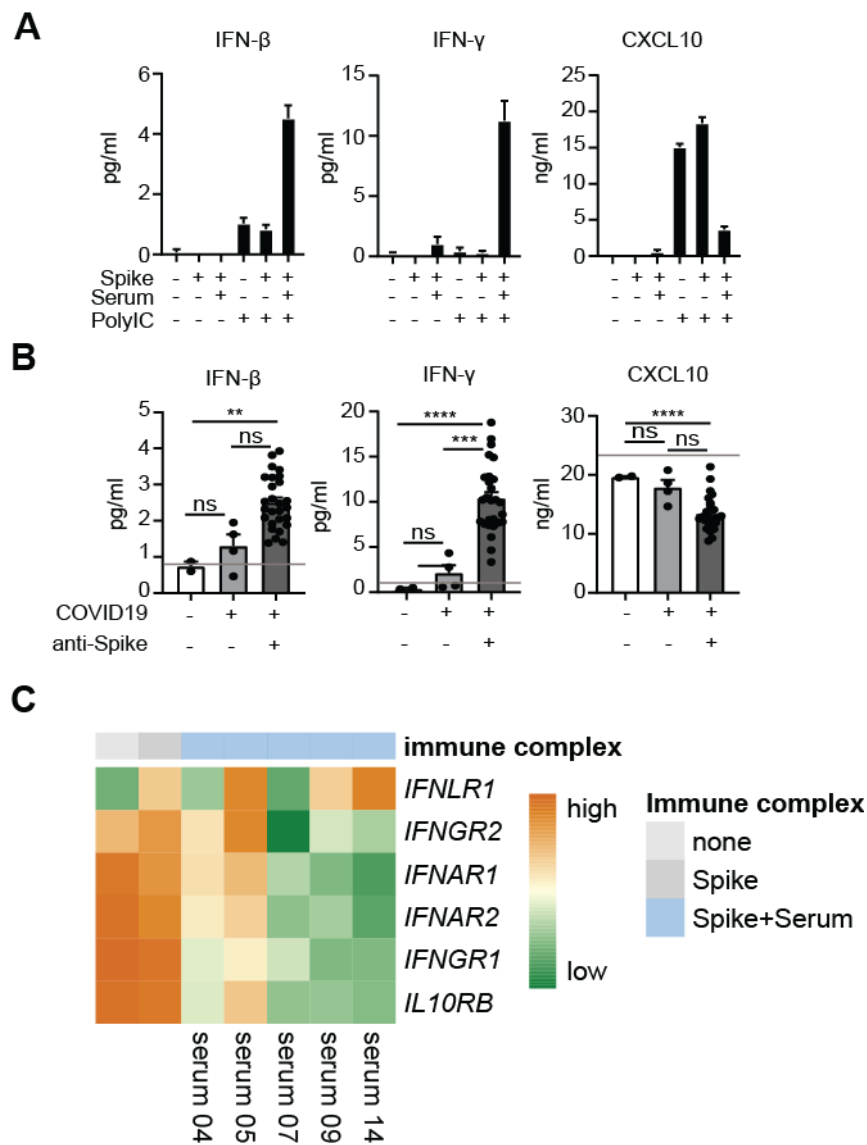 A
IFN-β
IFN-γ
CXCL10
pg/ml
6
4
2
0
pg/ml
15
10
5
0
ng/ml
25
20
15
10
5
0
Spike - + + - + + - + + - + + - + + - + +
Serum - - + - - + - - + - - + - - + - - +
PolyIC - - - + + + - - - + + + - - - + + +
B
IFN-β
IFN-γ
CXCL10
pg/ml
5
4
3
2
1
0
**
ns
ns
pg/ml
20
15
10
5
0
****
***
ns
ng/ml
30
20
10
0
****
ns
ns
COVID19 - + + - + + - + +
anti-Spike - - + - - + - - +
C
immune complex
IFNLR1
IFNGR2
IFNAR1
IFNAR2
IFNGR1
IL10RB
serum 04
serum 05
serum 07
serum 09
serum 14
high
low
Immune complex
none
Spike
Spike+Serum